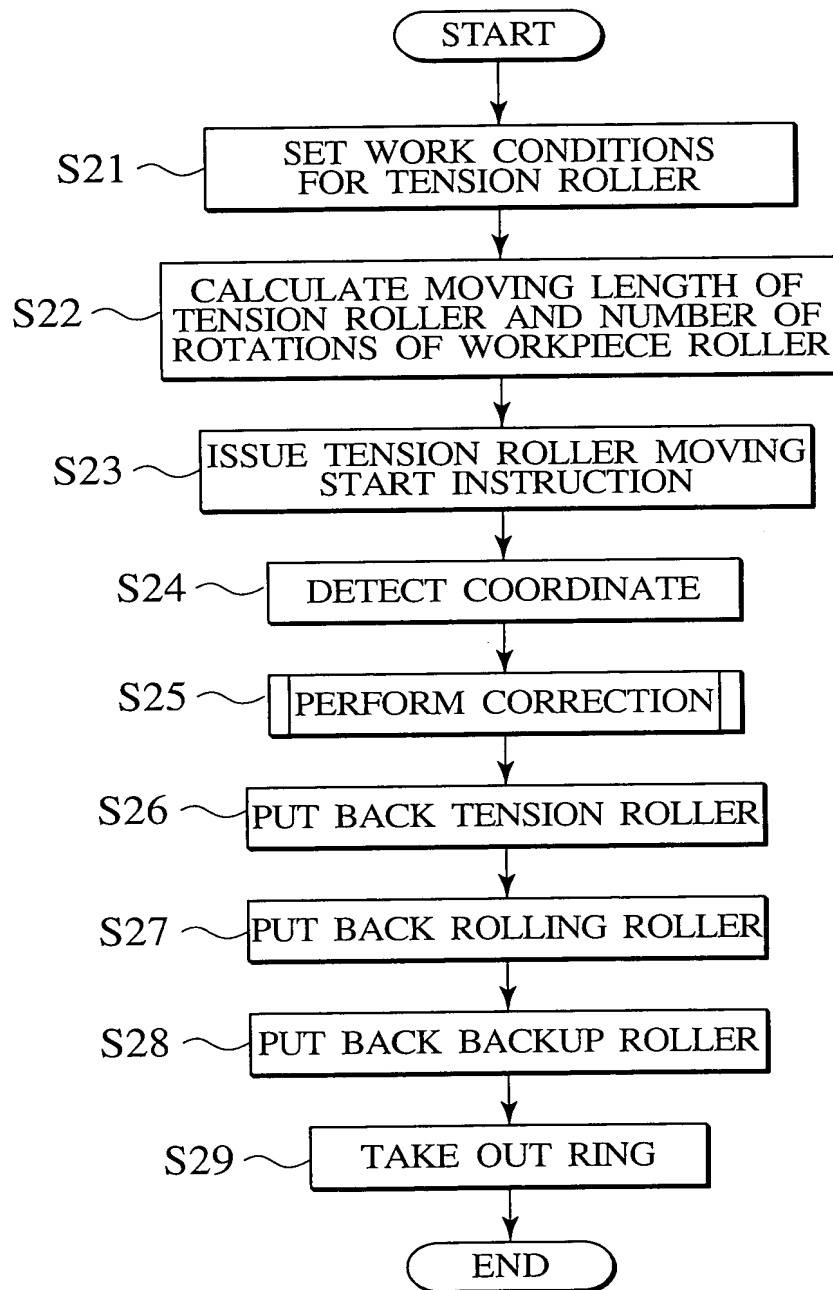 START
S21
SET WORK CONDITIONS
FOR TENSION ROLLER
S22
CALCULATE MOVING LENGTH OF
TENSION ROLLER AND NUMBER OF
ROTATIONS OF WORKPIECE ROLLER
S23
ISSUE TENSION ROLLER MOVING
START INSTRUCTION
S24
DETECT COORDINATE
S25
PERFORM CORRECTION
S26
PUT BACK TENSION ROLLER
S27
PUT BACK ROLLING ROLLER
S28
PUT BACK BACKUP ROLLER
S29
TAKE OUT RING
END